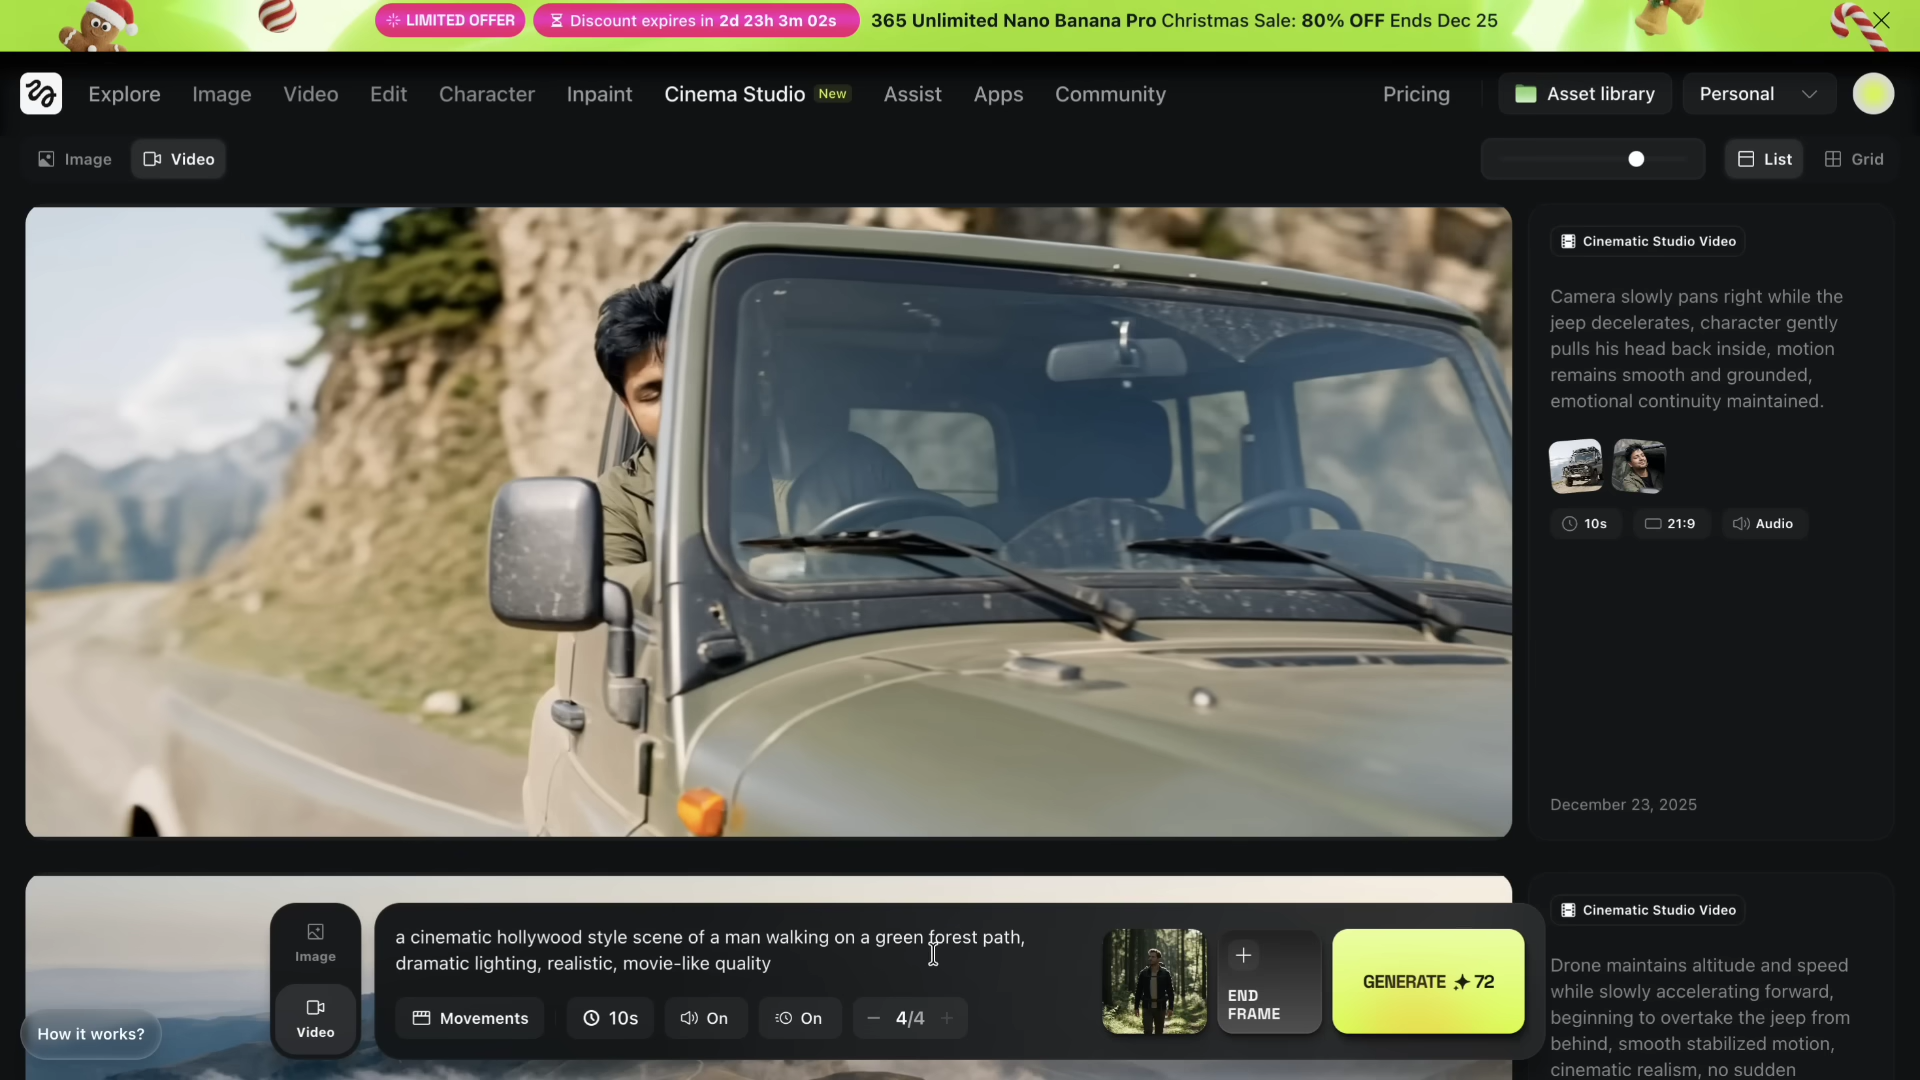 LIMITED OFFER
Discount expires in 2d 23h 3m 02s
365 Unlimited Nano Banana Pro Christmas Sale: 80% OFF Ends Dec 25
Explore
Image
Video
Edit
Character
Inpaint
Cinema Studio New
Assist
Apps
Community
Pricing
Asset library
Personal
Image
Video
List
Grid
Cinematic Studio Video
Camera slowly pans right while the
jeep decelerates, character gently
pulls his head back inside, motion
remains smooth and grounded,
emotional continuity maintained.
10s
21:9
Audio
December 23, 2025
Cinematic Studio Video
Drone maintains altitude and speed
while slowly accelerating forward,
beginning to overtake the jeep from
behind, smooth stabilized motion,
cinematic realism, no sudden
Image
Video
a cinematic hollywood style scene of a man walking on a green forest path,
dramatic lighting, realistic, movie-like quality
Movements
10s
On
On
4/4
END
FRAME
GENERATE 72
How it works?